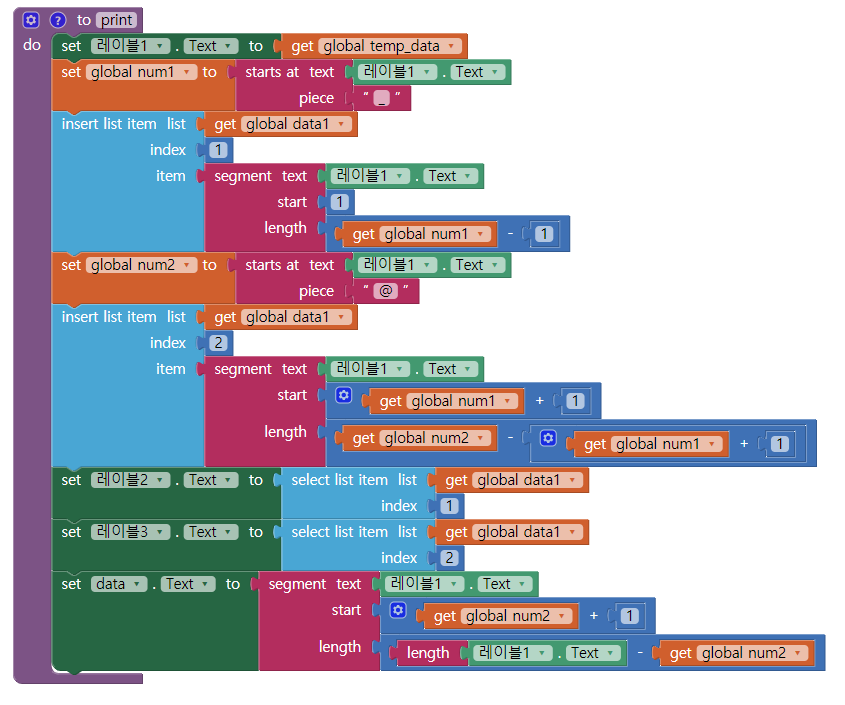 to print
do set 레이블1 . Text to get global temp_data
set global num1 to starts at text 레이블1 . Text
piece " _ "
insert list item list get global data1
index 1
item segment text 레이블1 . Text
start 1
length get global num1 - 1
set global num2 to starts at text 레이블1 . Text
piece " @ "
insert list item list get global data1
index 2
item segment text 레이블1 . Text
start get global num1 + 1
length get global num2 - get global num1 + 1
set 레이블2 . Text to select list item list get global data1
index 1
set 레이블3 . Text to select list item list get global data1
index 2
set data . Text to segment text 레이블1 . Text
start get global num2 + 1
length length 레이블1 . Text - get global num2